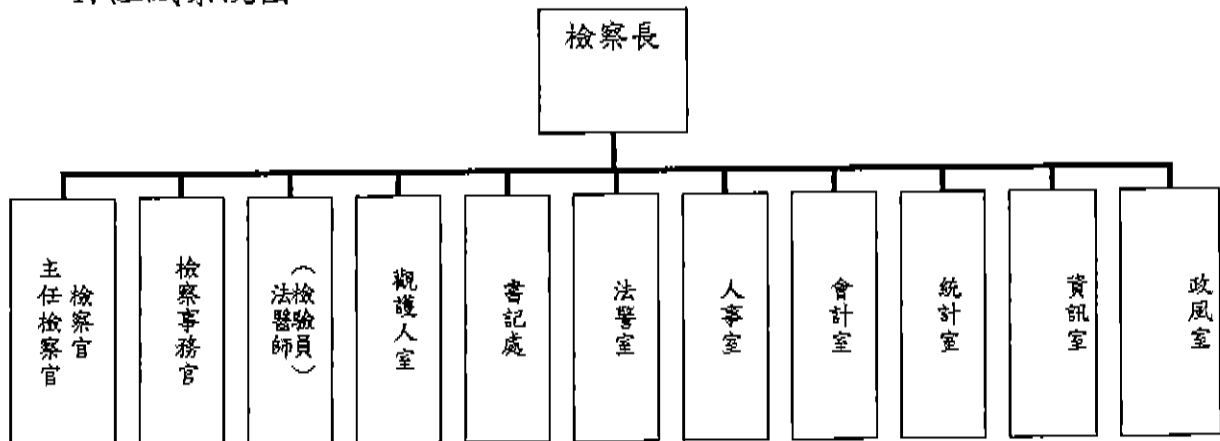 檢察長
主任檢察官
檢察官
檢察事務官
法醫師
（檢驗員）
觀護人室
書記處
法警室
人事室
會計室
統計室
資訊室
政風室